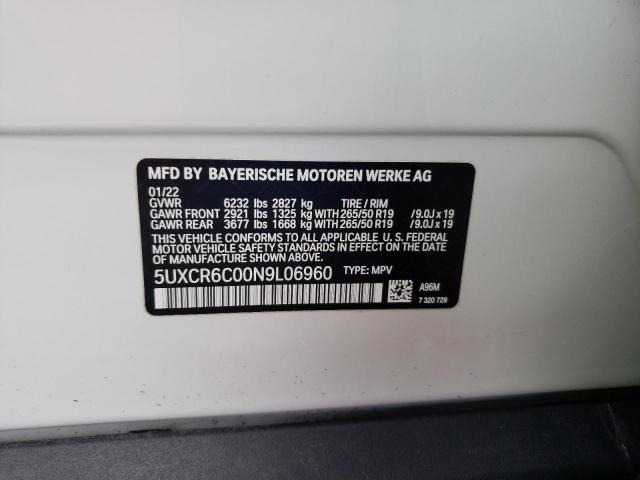 MFD BY BAYERISCHE MOTOREN WERKE AG
01/22
GVWR 6232 lbs 2827 kg TIRE / RIM
GAWR FRONT 2921 lbs 1325 kg WITH 265/50 R19 /9.0J x 19
GAWR REAR 3677 lbs 1668 kg WITH 265/50 R19 /9.0J x 19
THIS VEHICLE CONFORMS TO ALL APPLICABLE U. S. FEDERAL
MOTOR VEHICLE SAFETY STANDARDS IN EFFECT ON THE
DATE OF MANUFACTURE SHOWN ABOVE.
5UXCR6C00N9L06960 TYPE: MPV
A96M
7 320 729